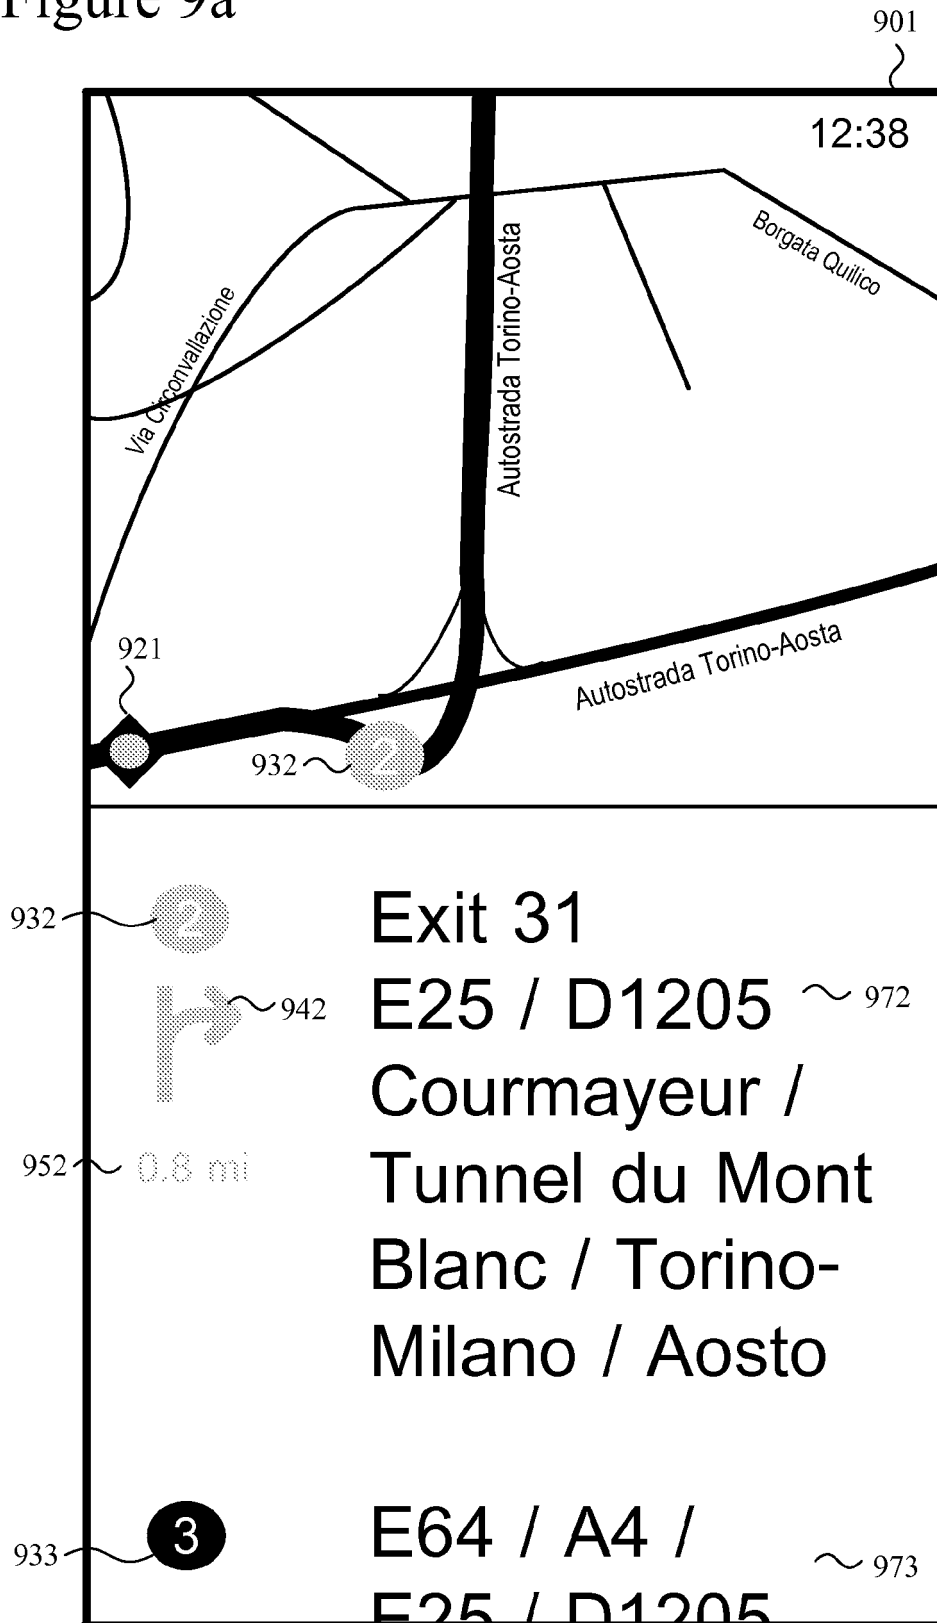 Figure 9a
901
12:38
Borgata Quilico
Autostrada Torino-Aosta
Via Circonvallazione
921
Autostrada Torino-Aosta
932
2
932
2
Exit 31
942
E25 / D1205
972
Courmayeur /
952
0.8 mi
Tunnel du Mont
Blanc / Torino-
Milano / Aosto
933
3
E64 / A4 /
973
E25 / D1205